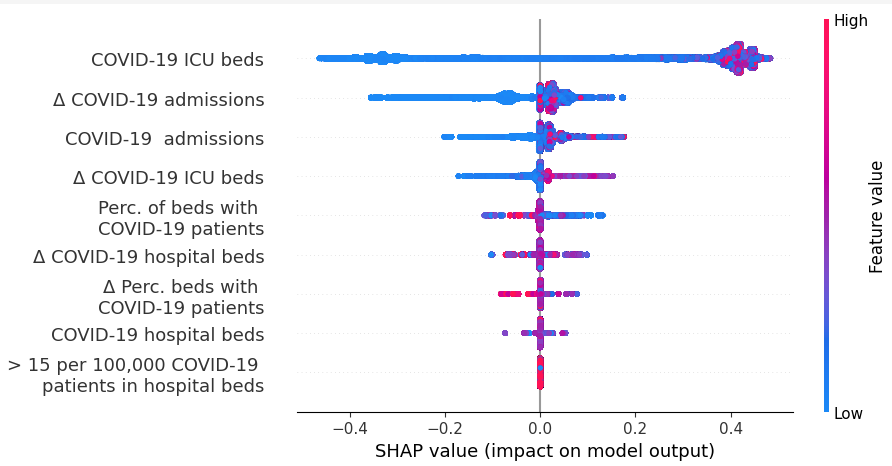 High
COVID-19 ICU beds
Δ COVID-19 admissions
COVID-19  admissions
Δ COVID-19 ICU beds
Perc. of beds with
COVID-19 patients
Δ COVID-19 hospital beds
Δ Perc. beds with
COVID-19 patients
COVID-19 hospital beds
> 15 per 100,000 COVID-19
patients in hospital beds
Feature value
Low
−0.4 −0.2 0.0 0.2 0.4
SHAP value (impact on model output)